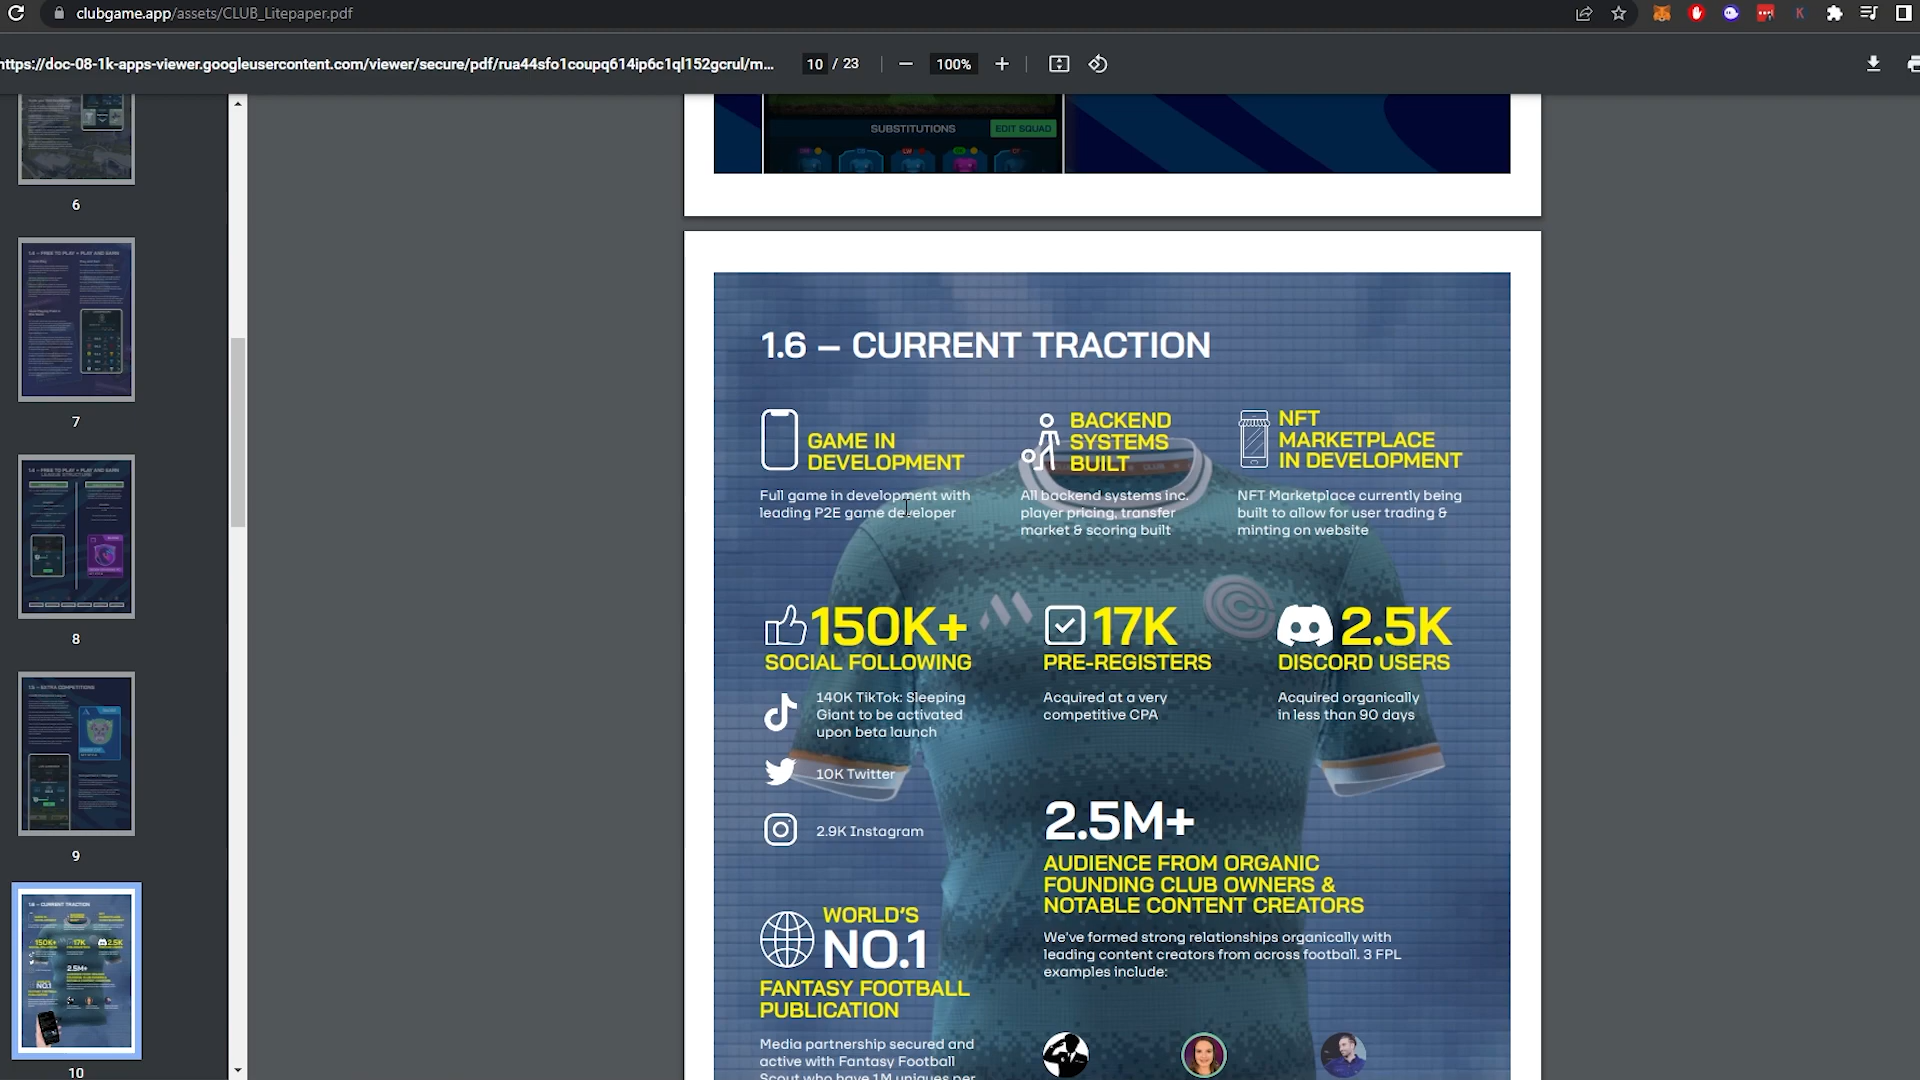 clubgame.app/assets/CLUB_Litepaper.pdf
https://doc-08-1k-apps-viewer.googleusercontent.com/viewer/secure/pdf/rua44sfo1coupq614ip6c1ql152gcrul/m...
10 / 23
100%
6
7
8
9
10
SUBSTITUTIONS
EDIT SQUAD
1.6 – CURRENT TRACTION
GAME IN
DEVELOPMENT
Full game in development with
leading P2E game developer
BACKEND
SYSTEMS
BUILT
All backend systems inc.
player pricing, transfer
market & scoring built
NFT
MARKETPLACE
IN DEVELOPMENT
NFT Marketplace currently being
built to allow for user trading &
minting on website
150K+
SOCIAL FOLLOWING
140K TikTok: Sleeping
Giant to be activated
upon beta launch
10K Twitter
2.9K Instagram
17K
PRE-REGISTERS
Acquired at a very
competitive CPA
2.5K
DISCORD USERS
Acquired organically
in less than 90 days
2.5M+
AUDIENCE FROM ORGANIC
FOUNDING CLUB OWNERS &
NOTABLE CONTENT CREATORS
We've formed strong relationships organically with
leading content creators from across football. 3 FPL
examples include:
WORLD'S
NO.1
FANTASY FOOTBALL
PUBLICATION
Media partnership secured and
active with Fantasy Football
Scout who have 1M uniques per